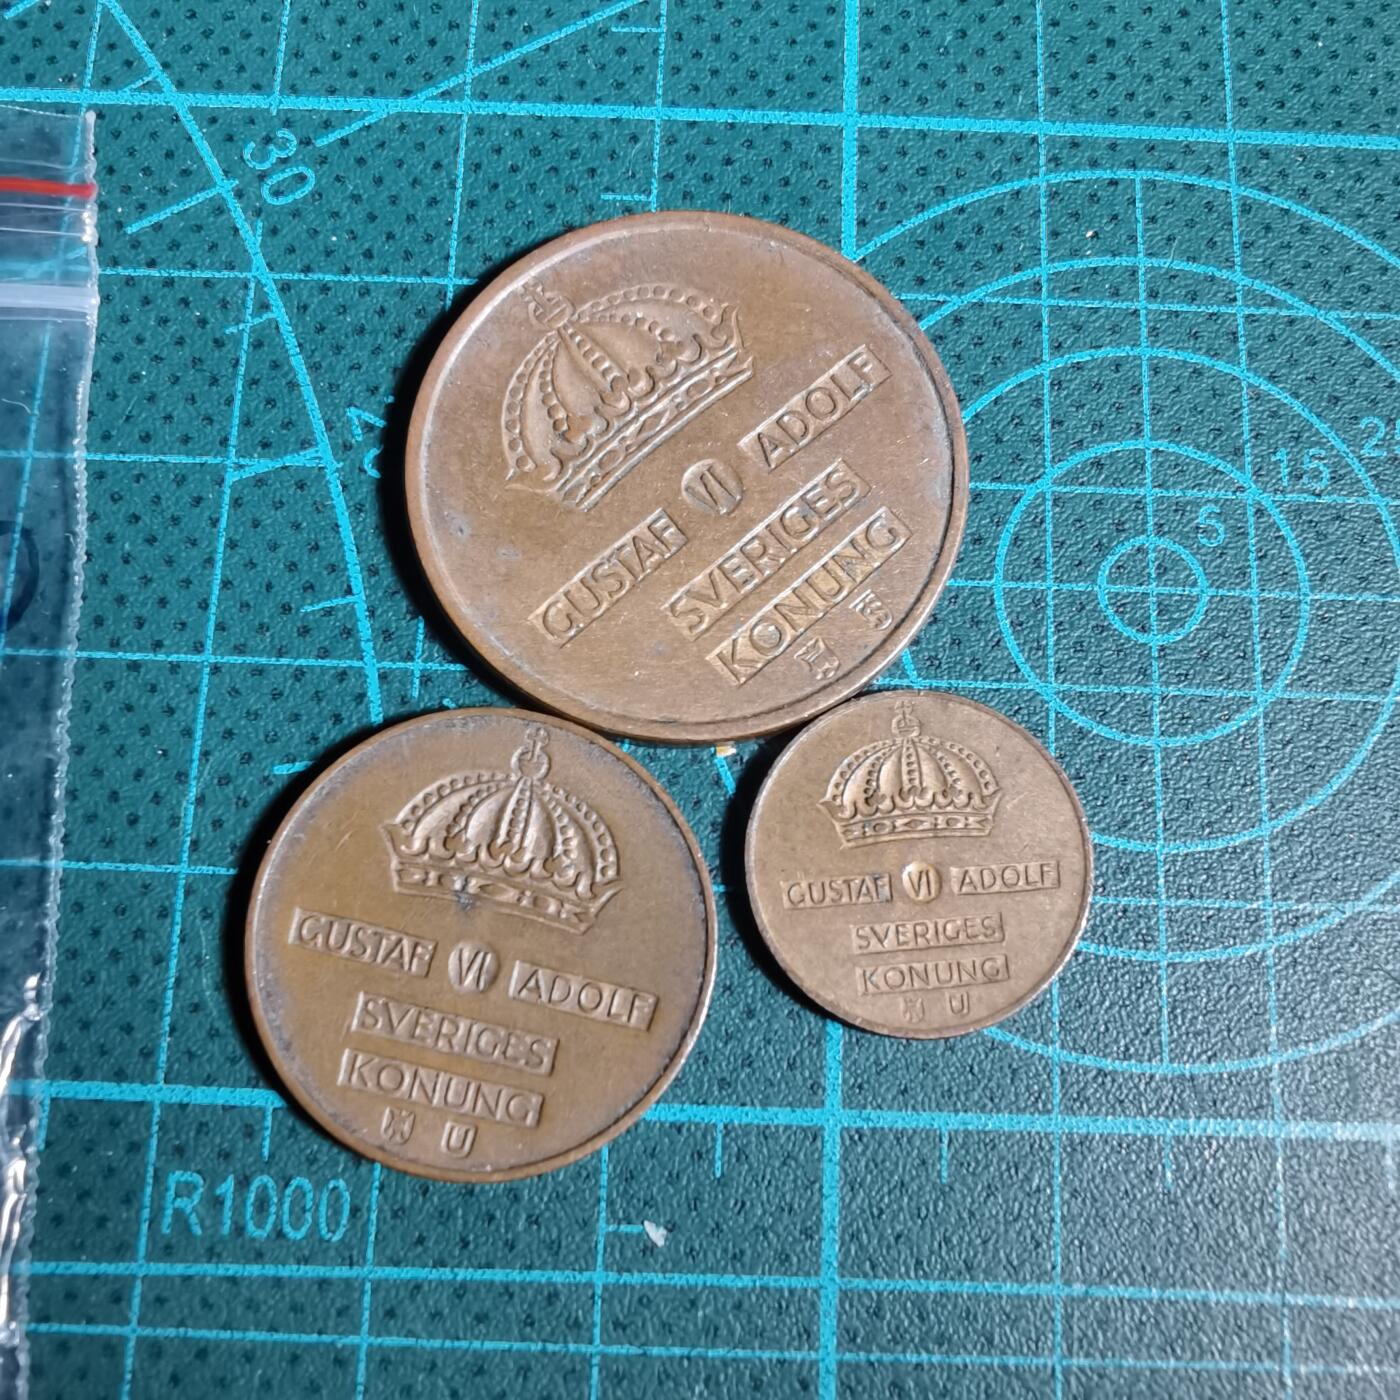 30
GUSTAF VI ADOLF
SVERIGES
KONUNG
TS
5
15
GUSTAF VI ADOLF
SVERIGES
KONUNG
U
GUSTAF VI ADOLF
SVERIGES
KONUNG
U
R1000